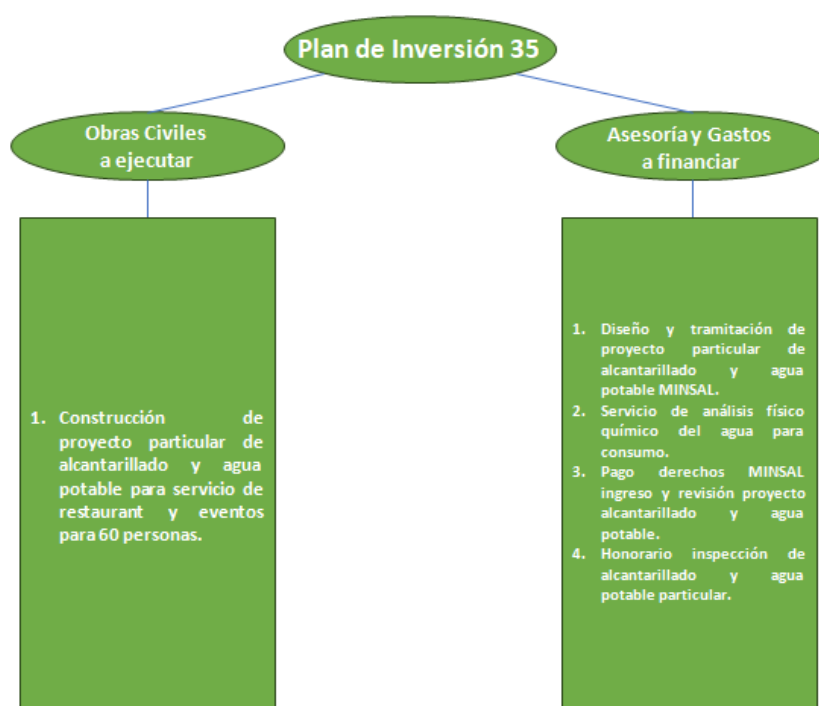 Plan de Inversión 35
Obras Civiles
a ejecutar
Asesoría y Gastos
a financiar
1. Construcción de
proyecto particular de
alcantarillado y agua
potable para servicio de
restaurant y eventos
para 60 personas.
1. Diseño y tramitación de
proyecto particular de
alcantarillado y agua
potable MINSAL.
2. Servicio de análisis físico
químico del agua para
consumo.
3. Pago derechos MINSAL
ingreso y revisión proyecto
alcantarillado y agua
potable.
4. Honorario inspección de
alcantarillado y agua
potable particular.